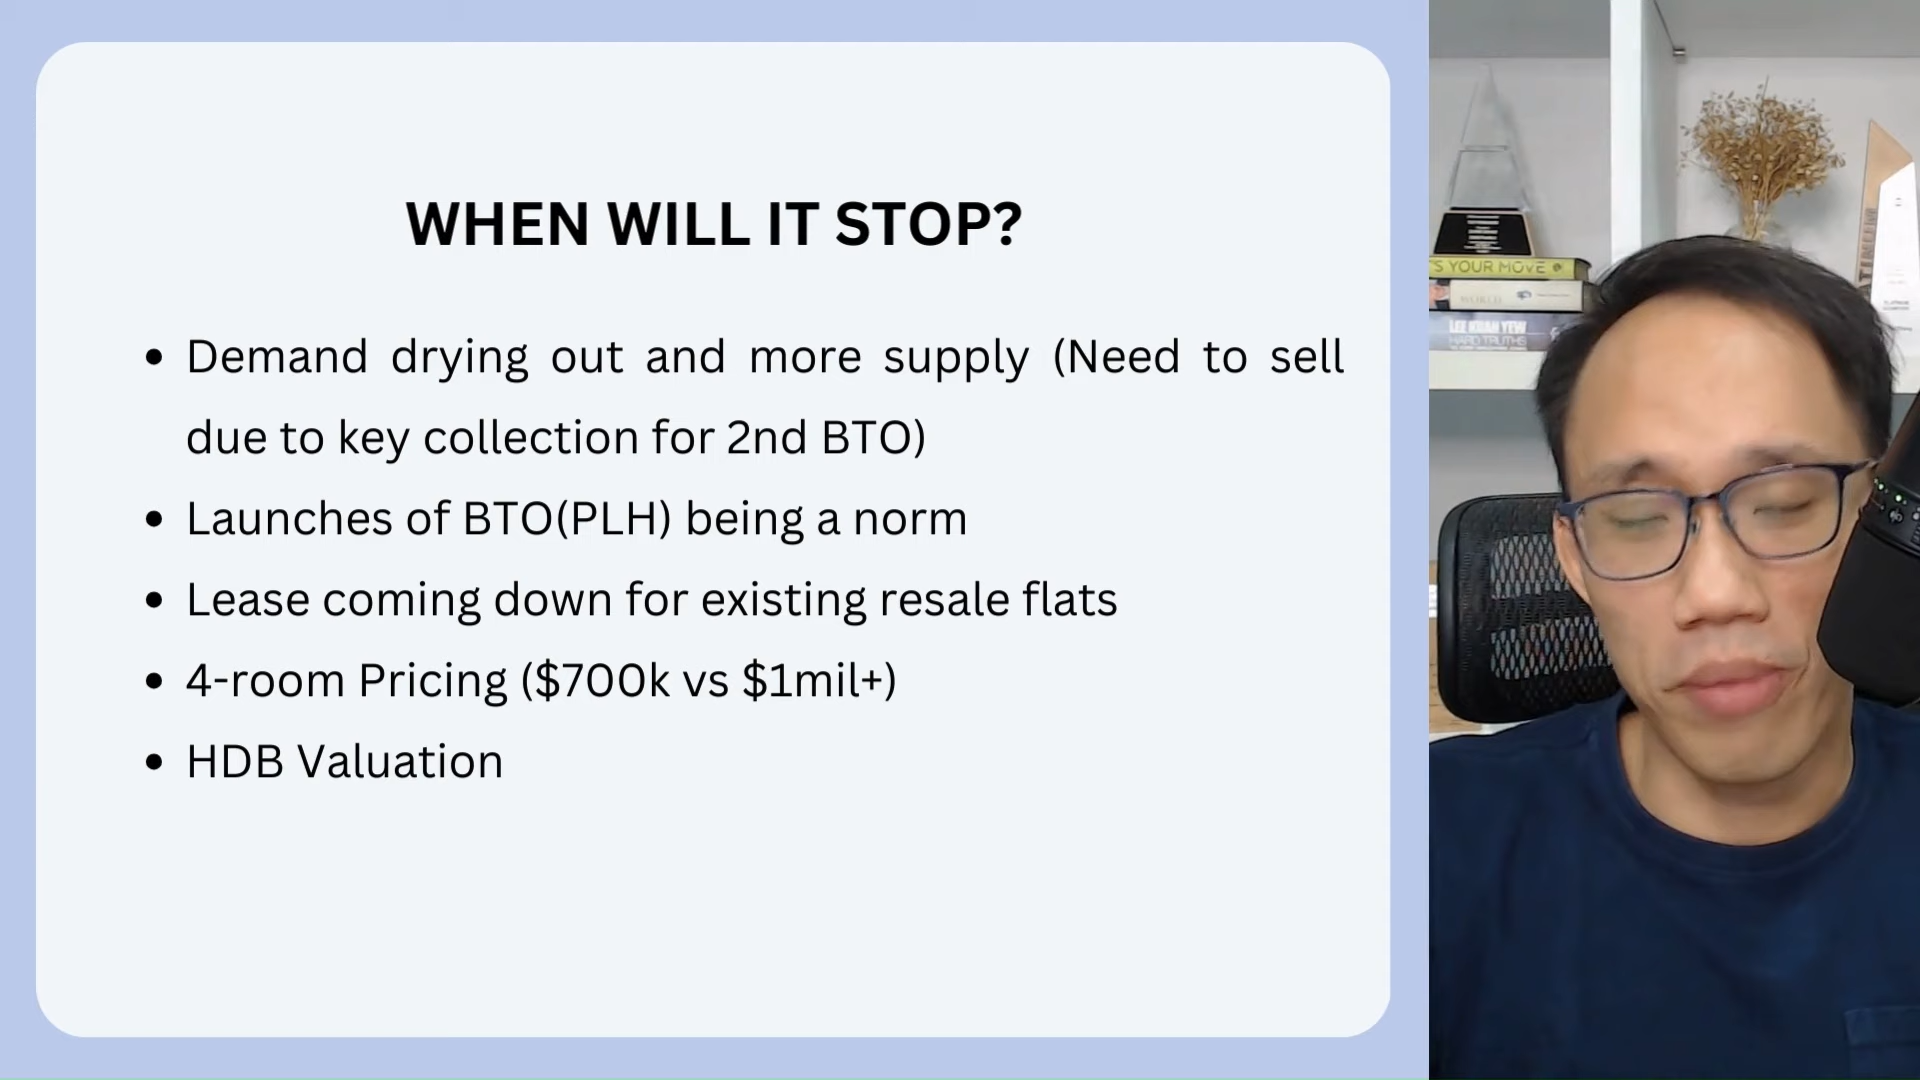 WHEN WILL IT STOP?
• Demand drying out and more supply (Need to sell
due to key collection for 2nd BTO)
• Launches of BTO(PLH) being a norm
• Lease coming down for existing resale flats
• 4-room Pricing ($700k vs $1mil+)
• HDB Valuation
'S YOUR MOVE
WORLD
LEE KUAN YEW
HARD TRUTHS